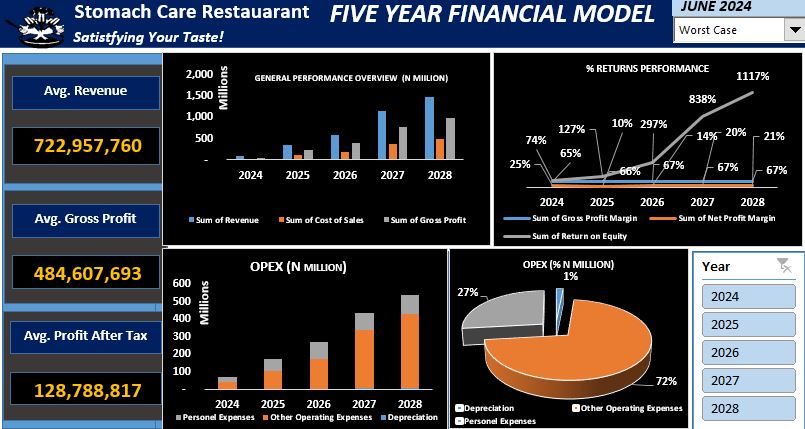 Stomach Care Restauarant
Satistfying Your Taste!
FIVE YEAR FINANCIAL MODEL
JUNE 2024
Worst Case
Avg. Revenue
722,957,760
Avg. Gross Profit
484,607,693
Avg. Profit After Tax
128,788,817
GENERAL PERFORMANCE OVERVIEW (N MIILION)
Millions
2,000
1,500
1,000
500
-
2024 2025 2026 2027 2028
Sum of Revenue Sum of Cost of Sales Sum of Gross Profit
% RETURNS PERFORMANCE
1117%
838%
127% 10% 297% 20%
74% 14% 21%
65%
25% 66% 67% 67% 67%
2024 2025 2026 2027 2028
Sum of Gross Profit Margin Sum of Net Profit Margin
Sum of Return on Equity
OPEX (N MILLION)
Millions
600
500
400
300
200
100
-
2024 2025 2026 2027 2028
Personel Expenses Other Operating Expenses Depreciation
OPEX (% N MILLION)
1%
27%
72%
Depreciation Other Operating Expenses
Personel Expenses
Year
2024
2025
2026
2027
2028